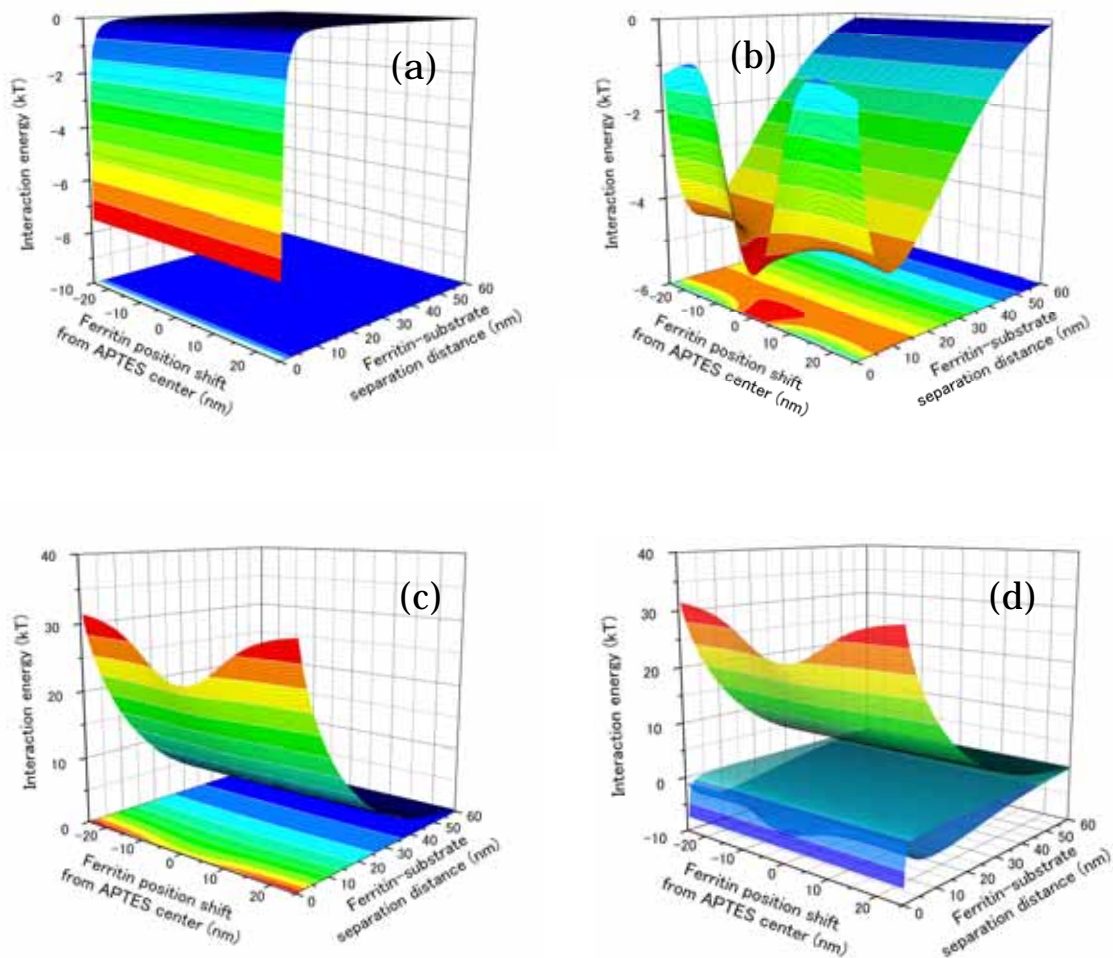 (a)
Interaction energy (kT)
0
-2
-4
-6
-8
-10
-20
-10
0
10
20
Ferritin position shift
from APTES center (nm)
0
10
20
30
40
50
60
Ferritin-substrate
separation distance (nm)
(b)
Interaction energy (kT)
0
-2
-4
-6
-20
-10
0
10
20
Ferritin position shift
from APTES center (nm)
0
10
20
30
40
50
60
Ferritin-substrate
separation distance (nm)
(c)
Interaction energy (kT)
40
30
20
10
0
-20
-10
0
10
20
Ferritin position shift
from APTES center (nm)
0
10
20
30
40
50
60
Ferritin-substrate
separation distance (nm)
(d)
Interaction energy (kT)
40
30
20
10
0
-10
-20
-10
0
10
20
Ferritin position shift
from APTES center (nm)
0
10
20
30
40
50
60
Ferritin-substrate
separation distance (nm)